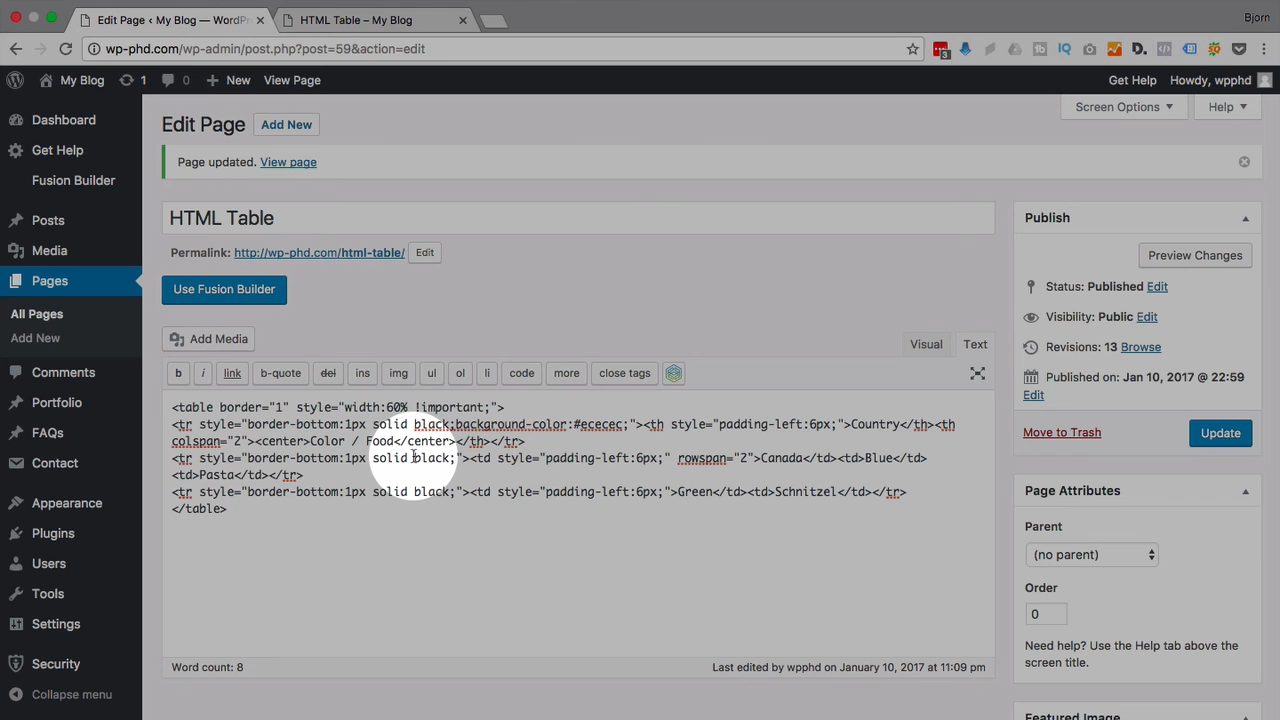 Edit Page ‹ My Blog — WordPr
HTML Table – My Blog
Bjorn
wp-phd.com/wp-admin/post.php?post=59&action=edit
3
My Blog
1
0
New
View Page
Get Help
Howdy, wpphd
Dashboard
Get Help
Fusion Builder
Posts
Media
Pages
All Pages
Add New
Comments
Portfolio
FAQs
Contact
Appearance
Plugins
Users
Tools
Settings
Security
Collapse menu
Screen Options
Help
Edit Page
Add New
Page updated. View page
HTML Table
Permalink: http://wp-phd.com/html-table/ Edit
Use Fusion Builder
Add Media
Visual
Text
b
i
link
b-quote
del
ins
img
ul
ol
li
code
more
close tags
<table border="1" style="width:60% !important;">
<tr style="border-bottom:1px solid black;background-color:#ececec;"><th style="padding-left:6px;">Country</th><th
colspan="2"><center>Color / Food</center></th></tr>
<tr style="border-bottom:1px solid black;"><td style="padding-left:6px;" rowspan="2">Canada</td><td>Blue</td>
<td>Pasta</td></tr>
<tr style="border-bottom:1px solid black;"><td style="padding-left:6px;">Green</td><td>Schnitzel</td></tr>
</table>
Word count: 8
Last edited by wpphd on January 10, 2017 at 11:09 pm
Publish
Preview Changes
Status: Published Edit
Visibility: Public Edit
Revisions: 13 Browse
Published on: Jan 10, 2017 @ 22:59
Edit
Move to Trash
Update
Page Attributes
Parent
(no parent)
Order
0
Need help? Use the Help tab above the
screen title.
Featured Image